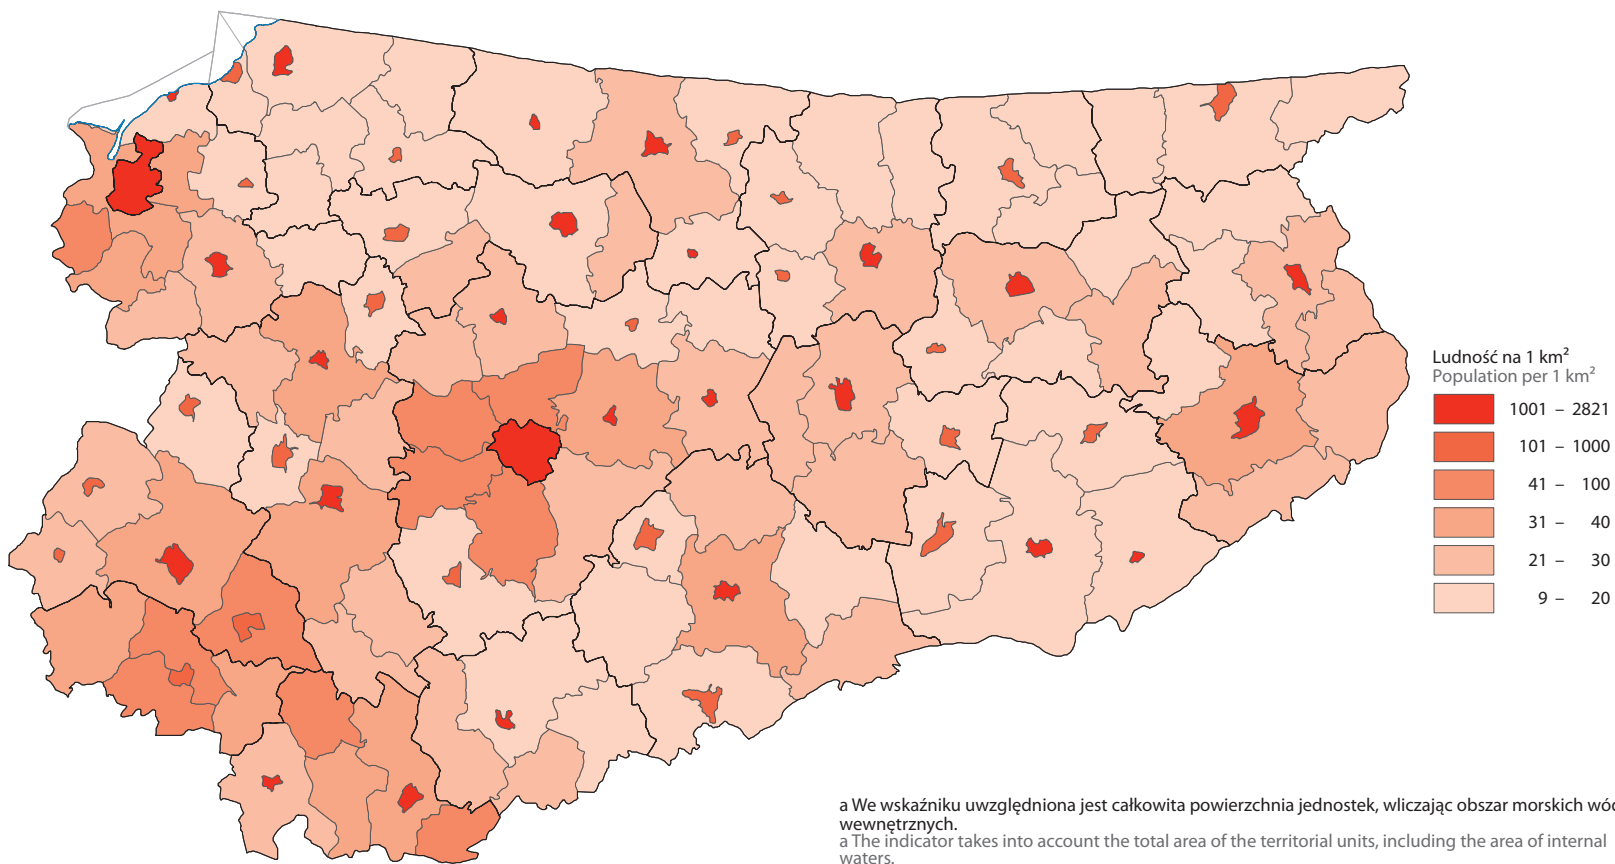 Ludność na 1 km²
Population per 1 km²
1001 – 2821
101 – 1000
41 – 100
31 – 40
21 – 30
9 – 20
a We wskaźniku uwzględniona jest całkowita powierzchnia jednostek, wliczając obszar morskich
wewnętrznych.
a The indicator takes into account the total area of the territorial units, including the area of internal
waters.